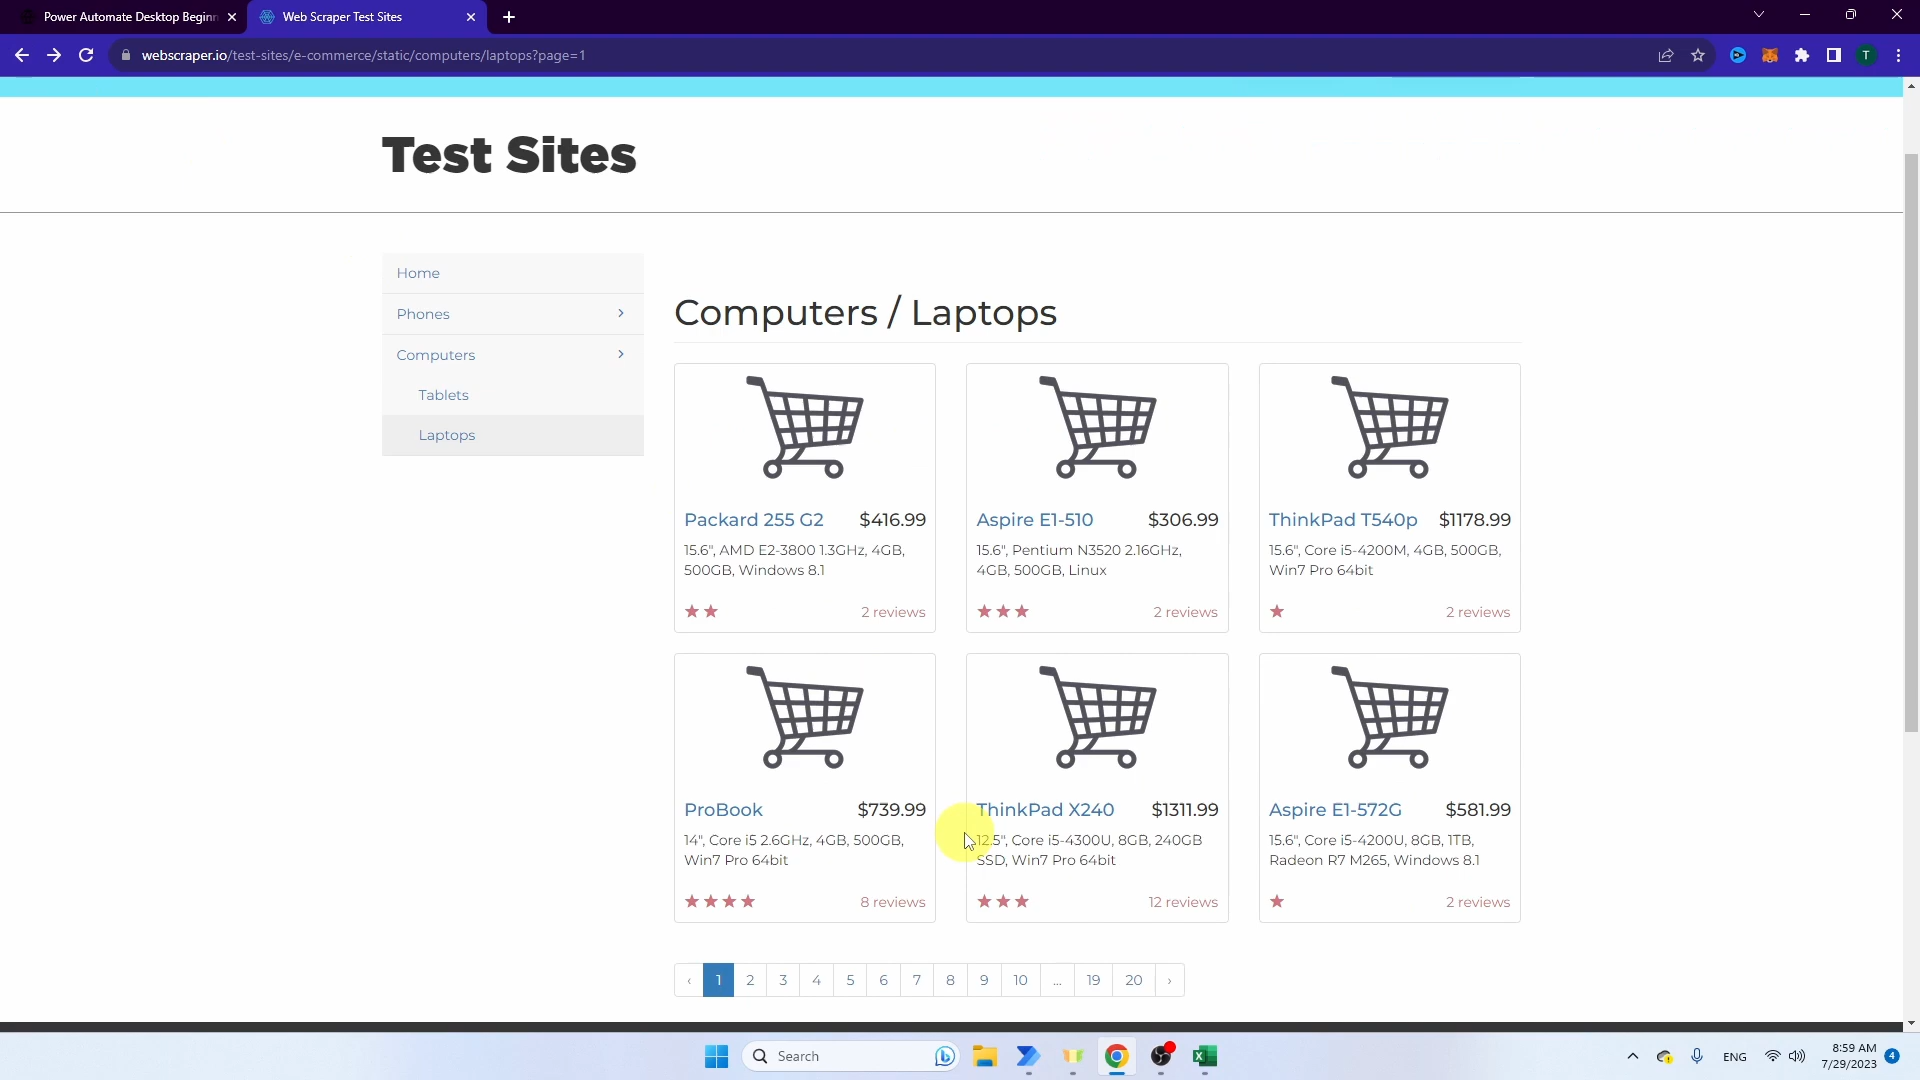 Power Automate Desktop Beginn
Web Scraper Test Sites
webscraper.io/test-sites/e-commerce/static/computers/laptops?page=1
T
Test Sites
Home
Phones
Computers
Tablets
Laptops
Computers / Laptops
Packard 255 G2 $416.99
15.6", AMD E2-3800 1.3GHz, 4GB,
500GB, Windows 8.1
2 reviews
Aspire E1-510 $306.99
15.6", Pentium N3520 2.16GHz,
4GB, 500GB, Linux
2 reviews
ThinkPad T540p $1178.99
15.6", Core i5-4200M, 4GB, 500GB,
Win7 Pro 64bit
2 reviews
ProBook $739.99
14", Core i5 2.6GHz, 4GB, 500GB,
Win7 Pro 64bit
8 reviews
ThinkPad X240 $1311.99
12.5", Core i5-4300U, 8GB, 240GB
SSD, Win7 Pro 64bit
12 reviews
Aspire E1-572G $581.99
15.6", Core i5-4200U, 8GB, 1TB,
Radeon R7 M265, Windows 8.1
2 reviews
‹ 1 2 3 4 5 6 7 8 9 10 ... 19 20 ›
Search
ENG
8:59 AM
7/29/2023
4